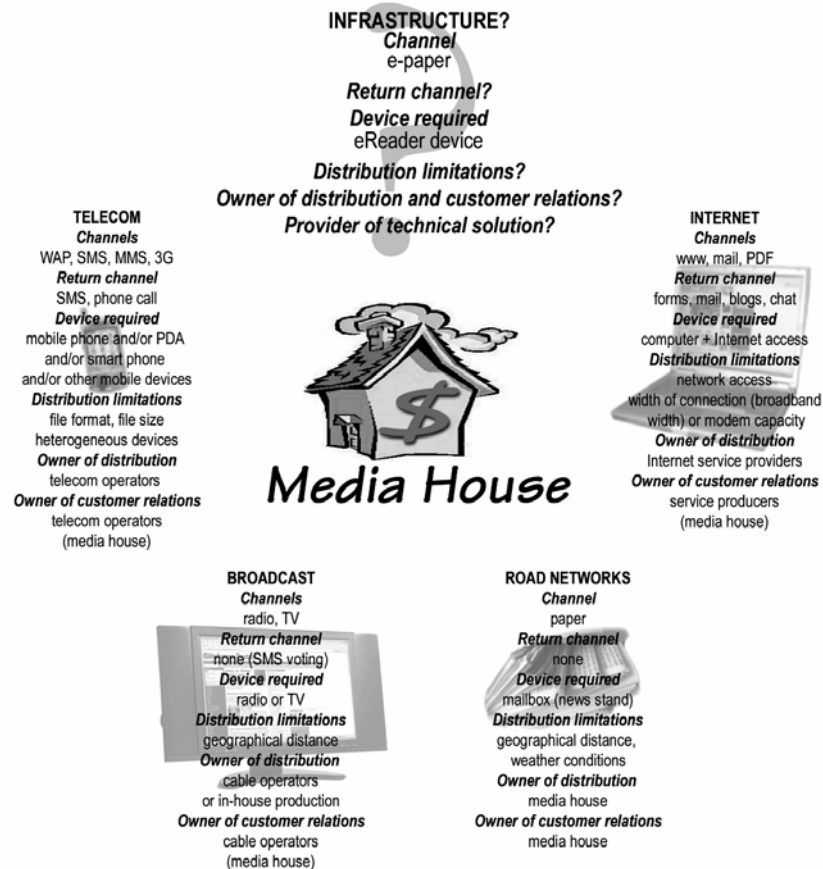 INFRASTRUCTURE?
Channel
e-paper
Return channel?
Device required
eReader device
Distribution limitations?
Owner of distribution and customer relations?
Provider of technical solution?
TELECOM
Channels
WAP, SMS, MMS, 3G
Return channel
SMS, phone call
Device required
mobile phone and/or PDA
and/or smart phone
and/or other mobile devices
Distribution limitations
file format, file size
heterogeneous devices
Owner of distribution
telecom operators
Owner of customer relations
telecom operators
(media house)
INTERNET
Channels
www, mail, PDF
Return channel
forms, mail, blogs, chat
Device required
computer + Internet access
Distribution limitations
network access
width of connection (broadband
width) or modem capacity
Owner of distribution
Internet service providers
Owner of customer relations
service producers
(media house)
$
Media House
BROADCAST
Channels
radio, TV
Return channel
none (SMS voting)
Device required
radio or TV
Distribution limitations
geographical distance
Owner of distribution
cable operators
or in-house production
Owner of customer relations
cable operators
(media house)
ROAD NETWORKS
Channel
paper
Return channel
none
Device required
mailbox (news stand)
Distribution limitations
geographical distance,
weather conditions
Owner of distribution
media house
Owner of customer relations
media house